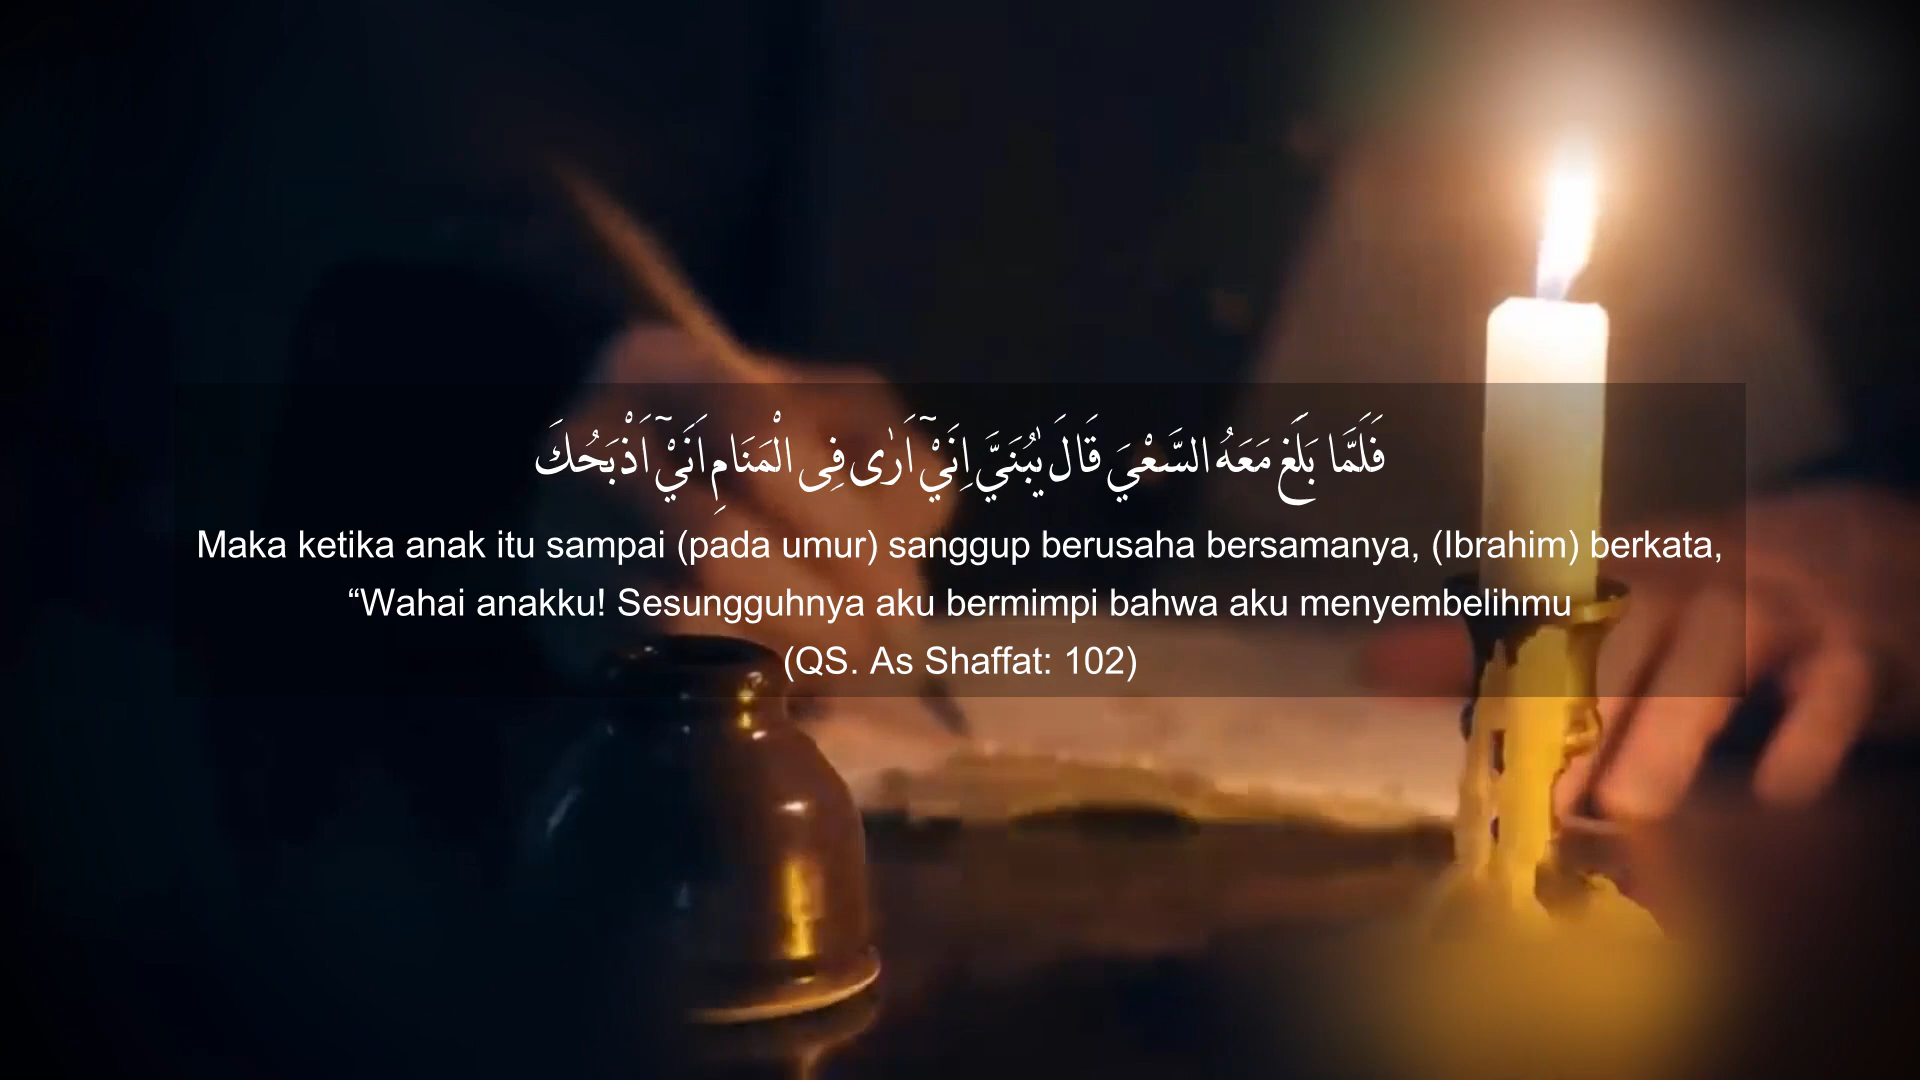 فَلَمَّا بَلَغَ مَعَهُ السَّعْيَ قَالَ يٰبُنَيَّ اِنِّيْٓ اَرٰى فِى الْمَنَامِ اَنِّيْٓ اَذْبَحُكَ
Maka ketika anak itu sampai (pada umur) sanggup berusaha bersamanya, (Ibrahim) berkata,
“Wahai anakku! Sesungguhnya aku bermimpi bahwa aku menyembelihmu
(QS. As Shaffat: 102)